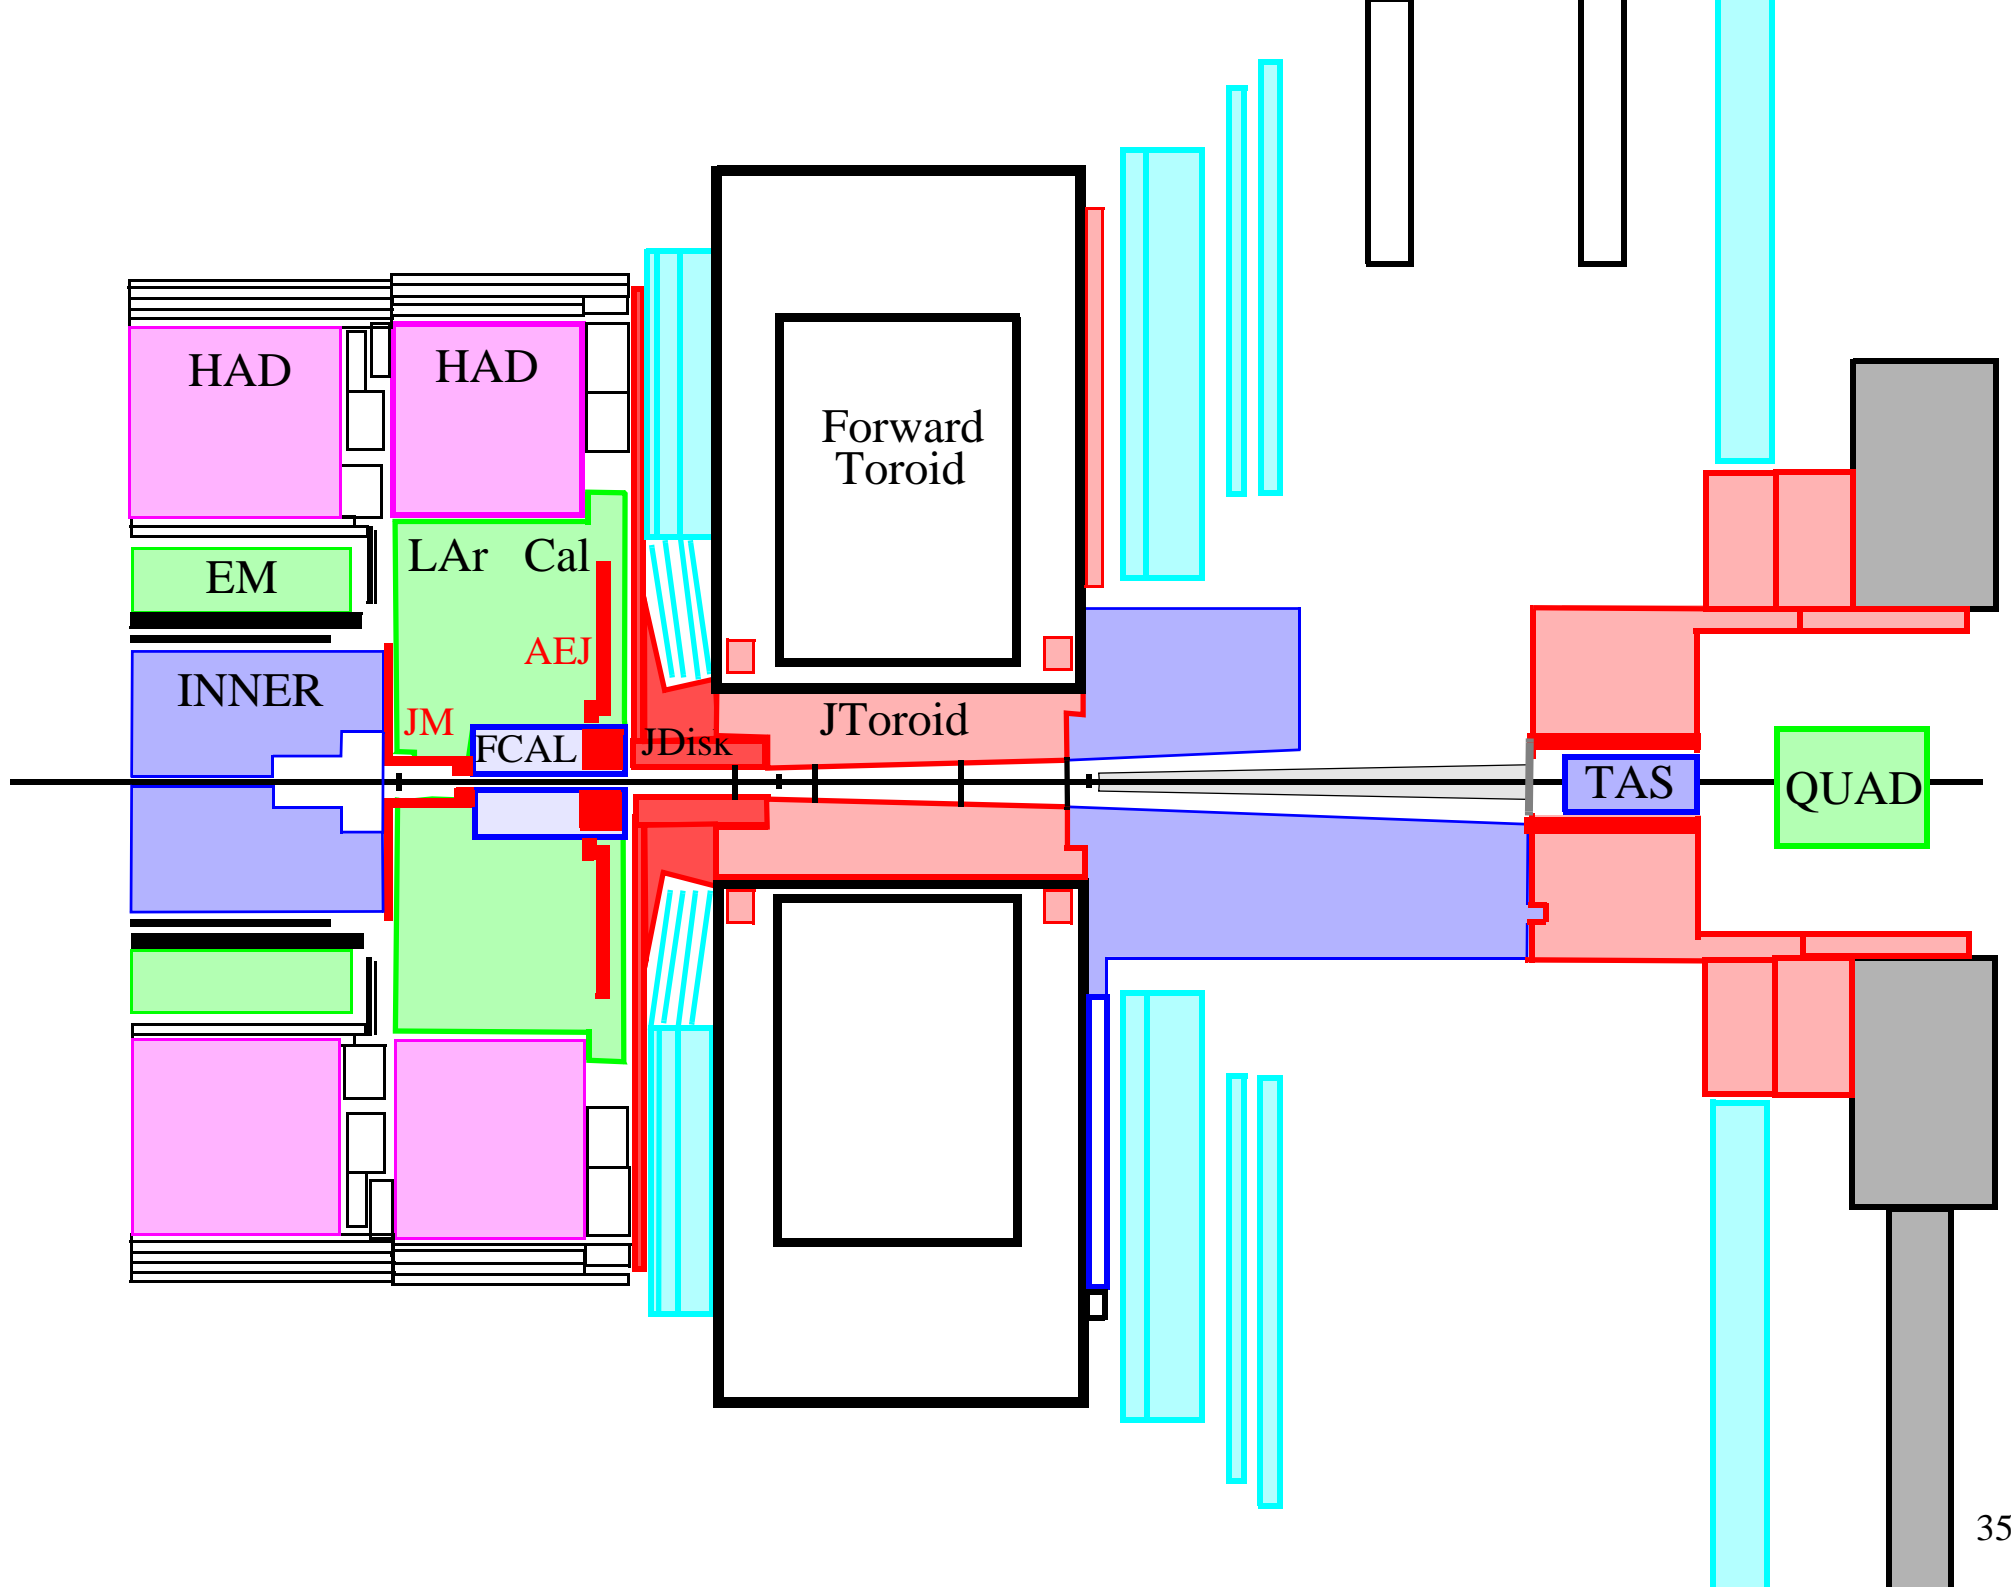 HAD
HAD
Forward
Toroid
LAr Cal
EM
AEJ
INNER
JM
JToroid
FCAL
JDisk
TAS
QUAD
35